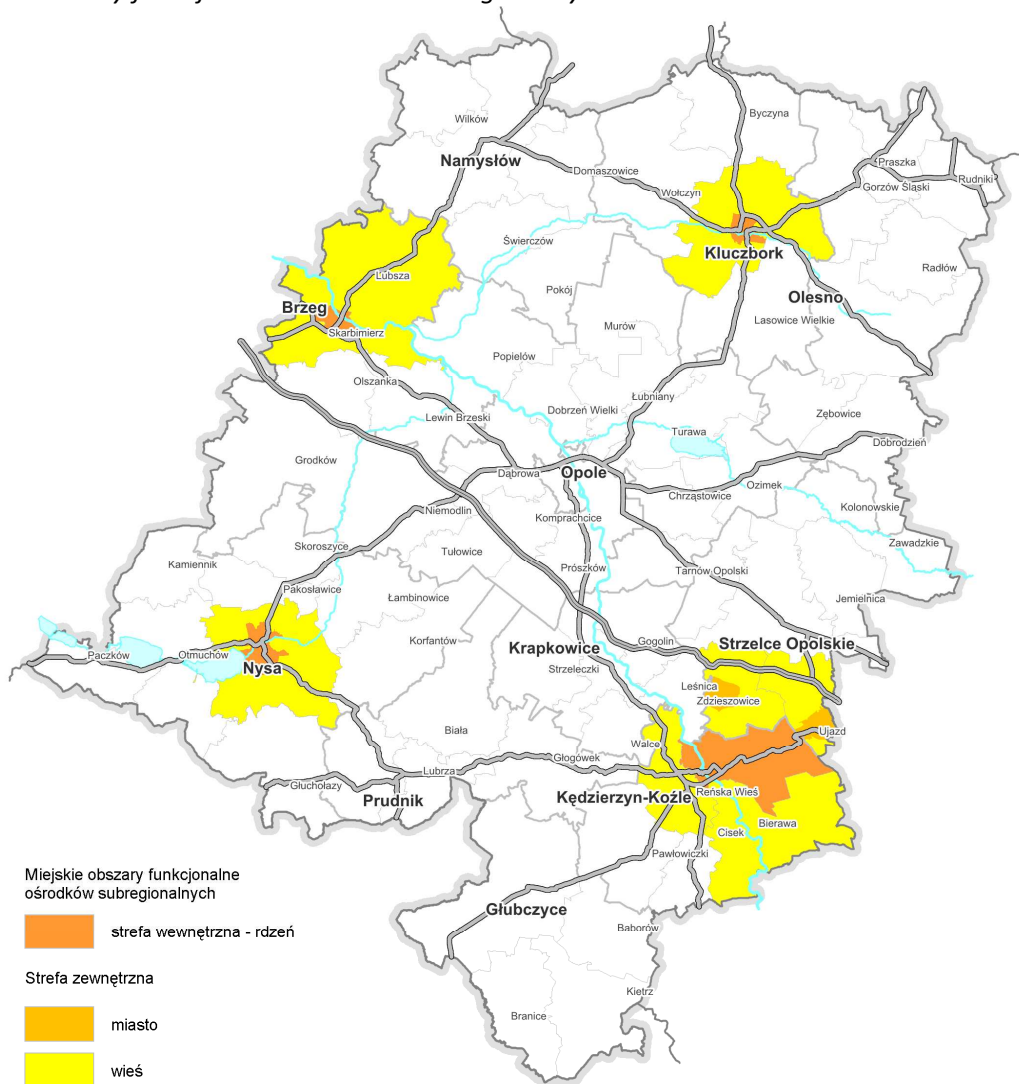 Wilków
Byczyna
Namysłów
Praszka
Domaszowice
Rudniki
Wołczyn
Gorzów Śląski
Świerczów
Kluczbork
Lubsza
Radłów
Pokój
Olesno
Brzeg
Lasowice Wielkie
Skarbimierz
Murów
Popielów
Olszanka
Łubniany
Lewin Brzeski
Dobrzeń Wielki
Zębowice
Turawa
Dobrodzień
Grodków
Dąbrowa
Opole
Ozimek
Chrząstowice
Kolonowskie
Niemodlin
Komprachcice
Skoroszyce
Tułowice
Zawadzkie
Kamiennik
Prószków
Tarnów Opolski
Pakosławice
Łambinowice
Jemielnica
Korfantów
Krapkowice
Gogolin
Strzelce Opolskie
Paczków
Otmuchów
Nysa
Strzeleczki
Leśnica
Zdzieszowice
Biała
Ujazd
Walce
Głogówek
Lubrza
Głuchołazy
Reńska Wieś
Prudnik
Kędzierzyn-Koźle
Bierawa
Cisek
Pawłowiczki
Głubczyce
Baborów
Kietrz
Branice
Miejskie obszary funkcjonalne
ośrodków subregionalnych
strefa wewnętrzna - rdzeń
Strefa zewnętrzna
miasto
wieś